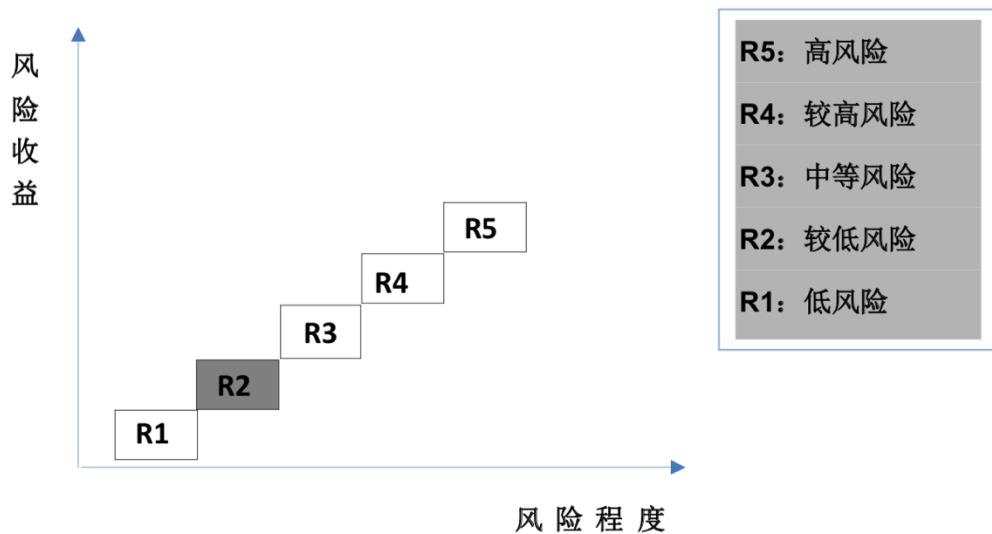 风险收益
R5
R4
R3
R2
R1
风险程度
R5：高风险
R4：较高风险
R3：中等风险
R2：较低风险
R1：低风险